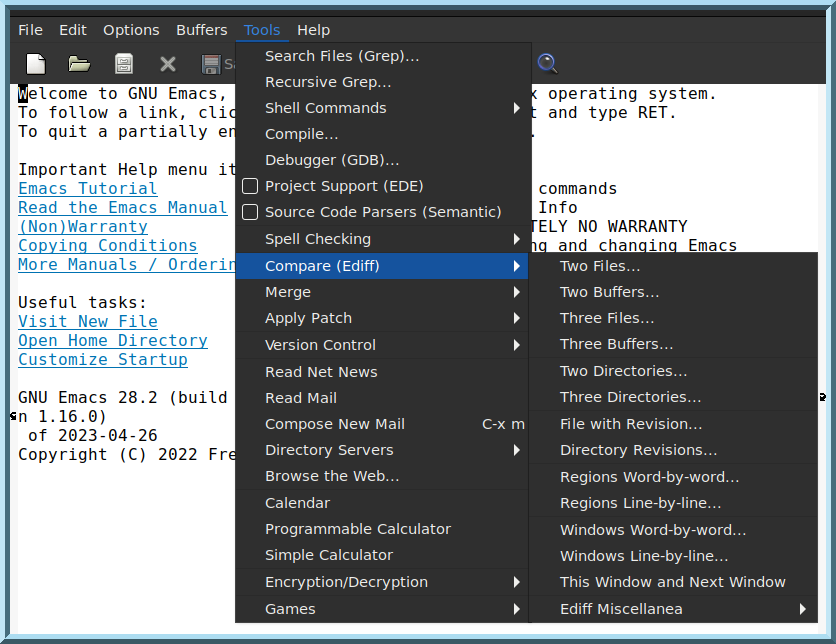 File Edit Options Buffers Tools Help
Welcome to GNU Emacs,
x operating system.
To follow a link, clic
t and type RET.
To quit a partially en
.
Important Help menu it
Emacs Tutorial
commands
Read the Emacs Manual
Info
(Non)Warranty
TELY NO WARRANTY
Copying Conditions
ng and changing Emacs
More Manuals / Orderin
Useful tasks:
Visit New File
Open Home Directory
Customize Startup
GNU Emacs 28.2 (build
n 1.16.0)
of 2023-04-26
Copyright (C) 2022 Fre
Search Files (Grep)…
Recursive Grep…
Shell Commands
Compile…
Debugger (GDB)…
Project Support (EDE)
Source Code Parsers (Semantic)
Spell Checking
Compare (Ediff)
Merge
Apply Patch
Version Control
Read Net News
Read Mail
Compose New Mail C-x m
Directory Servers
Browse the Web…
Calendar
Programmable Calculator
Simple Calculator
Encryption/Decryption
Games
Two Files…
Two Buffers…
Three Files…
Three Buffers…
Two Directories…
Three Directories…
File with Revision…
Directory Revisions…
Regions Word-by-word…
Regions Line-by-line…
Windows Word-by-word…
Windows Line-by-line…
This Window and Next Window
Ediff Miscellanea